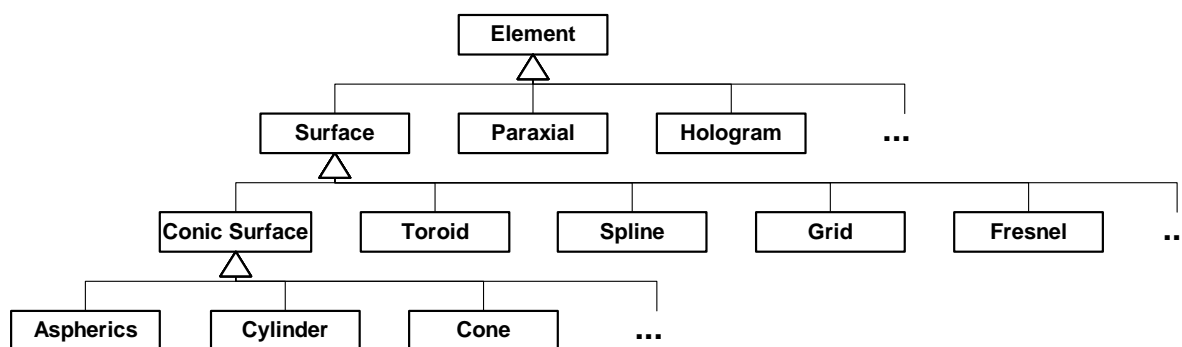 Element
Surface Paraxial Hologram ...
Conic Surface Toroid Spline Grid Fresnel ..
Aspherics Cylinder Cone ...